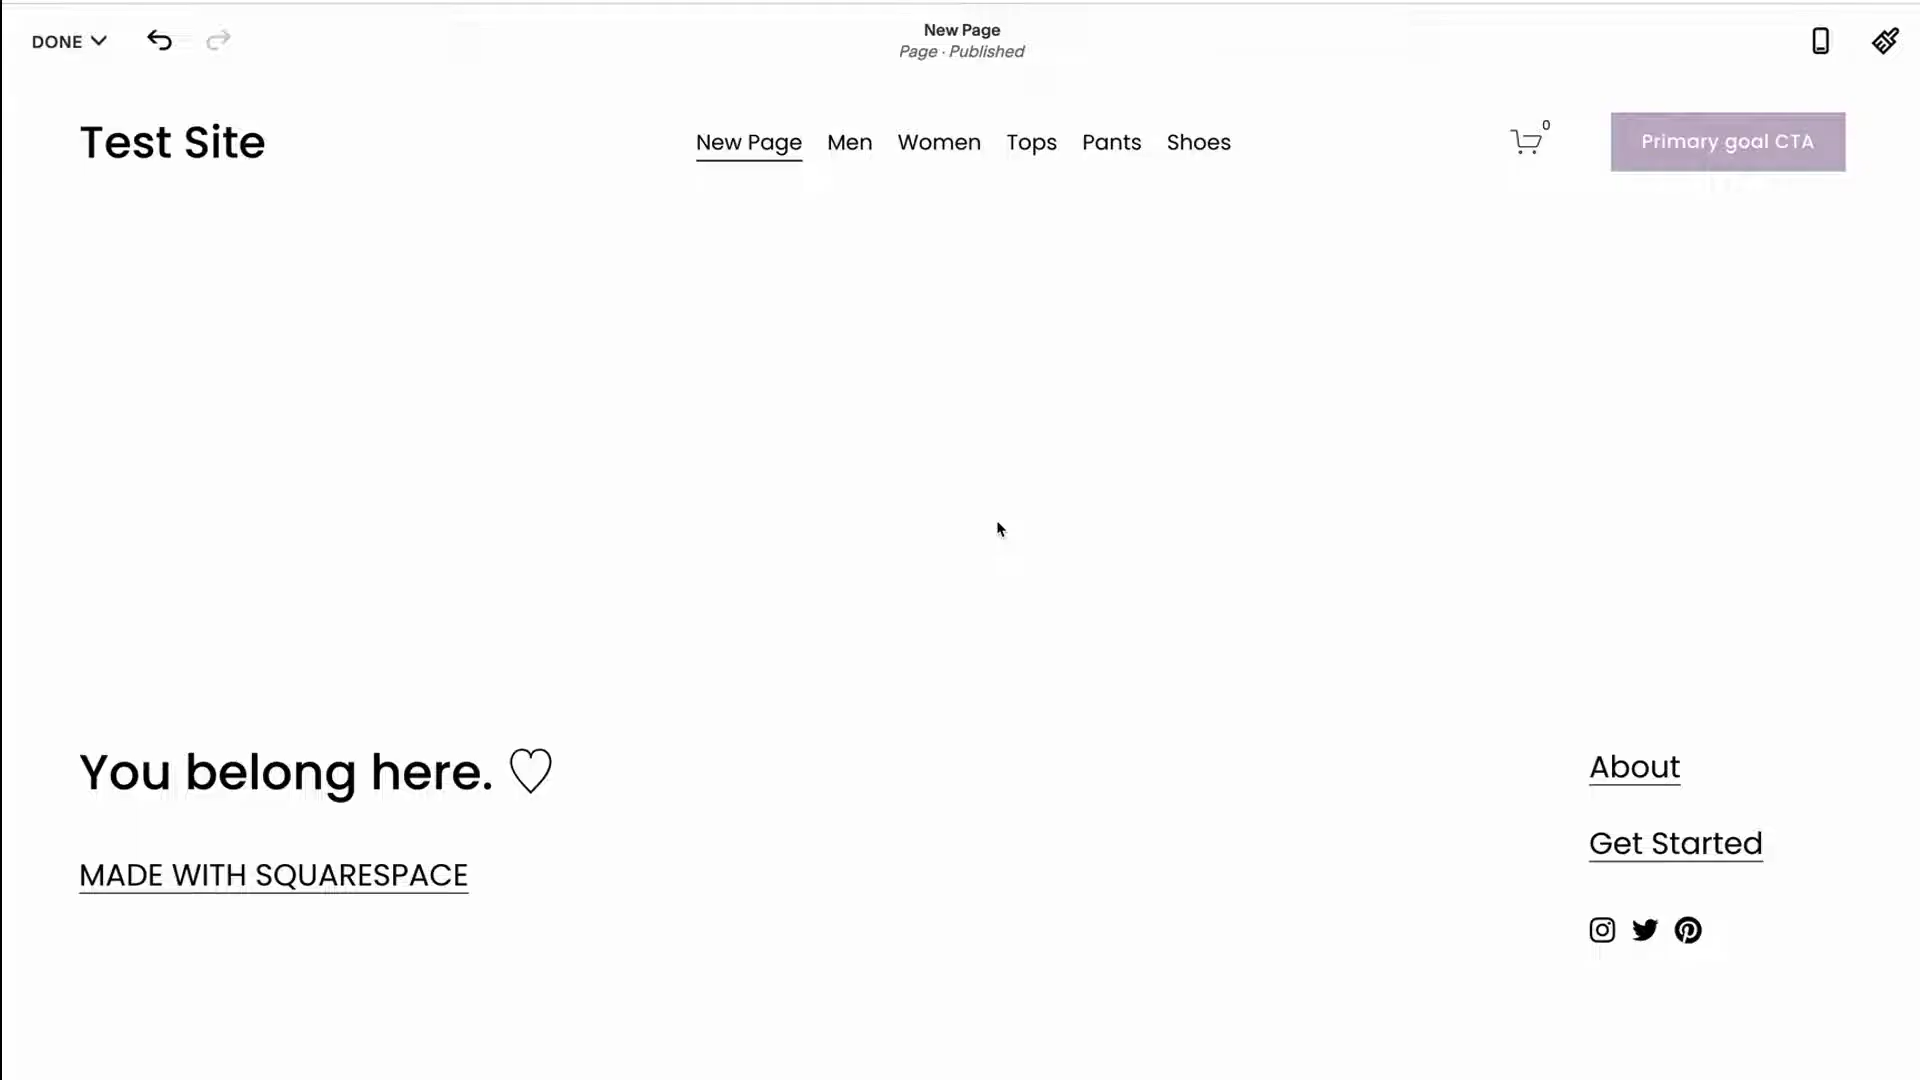 DONE
New Page
Page · Published
Test Site
New Page Men Women Tops Pants Shoes
0
Primary goal CTA
You belong here. ♡
MADE WITH SQUARESPACE
About
Get Started